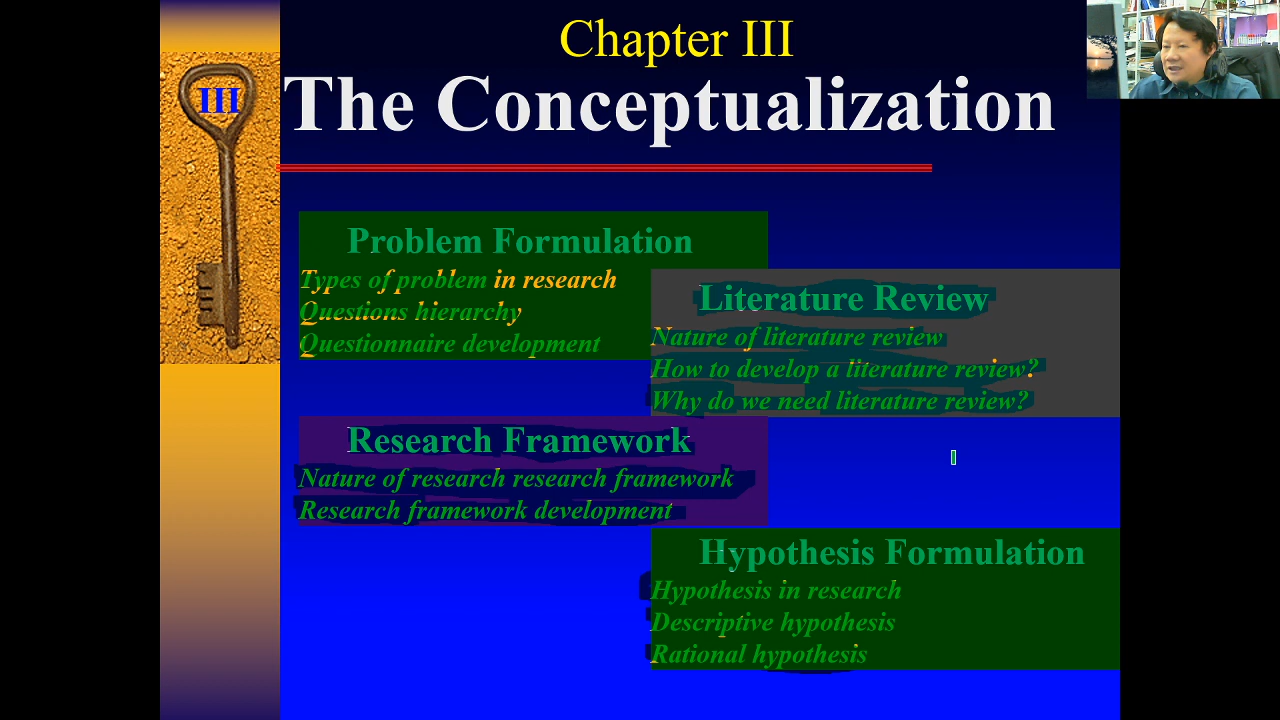 Chapter III
III
The Conceptualization
Problem Formulation
Types of problem in research
Questions hierarchy
Questionnaire development
Literature Review
Nature of literature review
How to develop a literature review?
Why do we need literature review?
Research Framework
Nature of research research framework
Research framework development
Hypothesis Formulation
Hypothesis in research
Descriptive hypothesis
Rational hypothesis